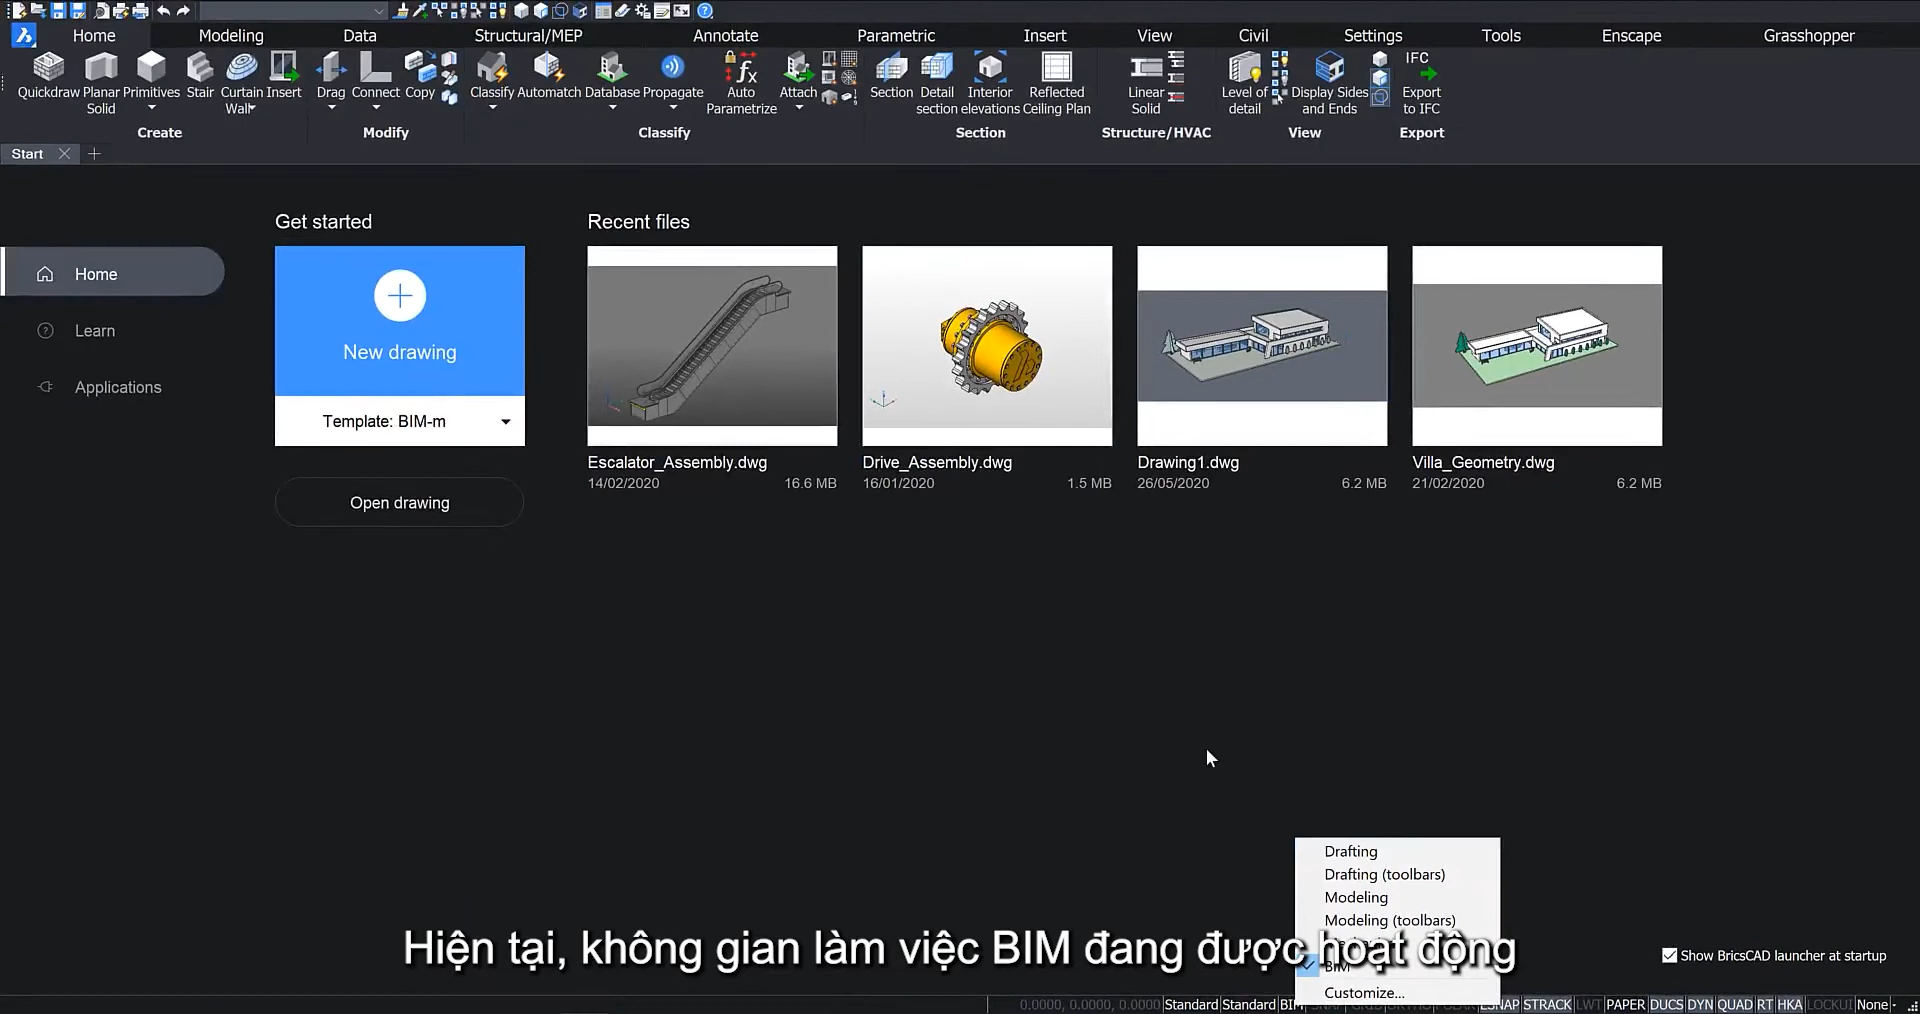 Home Modeling Data Structural/MEP Annotate Parametric Insert View Civil Settings Tools Enscape Grasshopper
Quickdraw Planar Solid Primitives Stair Curtain Wall Insert
Create
Drag Connect Copy
Modify
Classify Automatch Database Propagate Auto Parametrize Attach
Classify
Section Detail section Interior elevations Reflected Ceiling Plan
Section
Linear Solid
Structure/HVAC
Level of detail Display Sides and Ends
View
IFC
Export to IFC
Export
Start
Home
Learn
Applications
Get started
New drawing
Template: BIM-m
Open drawing
Recent files
Escalator_Assembly.dwg
14/02/2020 16.6 MB
Drive_Assembly.dwg
16/01/2020 1.5 MB
Drawing1.dwg
26/05/2020 6.2 MB
Villa_Geometry.dwg
21/02/2020 6.2 MB
Drafting
Drafting (toolbars)
Modeling
Modeling (toolbars)
BIM
Customize...
Hiện tại, không gian làm việc BIM đang được hoạt động
Show BricsCAD launcher at startup
0.0000, 0.0000, 0.0000 Standard Standard BIM ESNAP STRACK LWT PAPER DUCS DYN QUAD RT HKA LOCKUI None